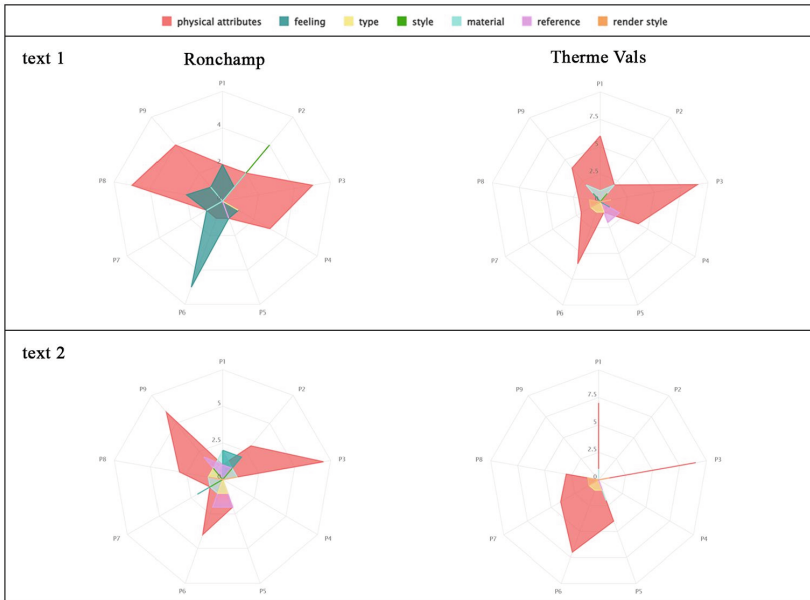 physical attributes feeling type style material reference render style
text 1
Ronchamp
Therme Vals
P1
P2
P3
P4
P5
P6
P7
P8
P9
4
P1
P2
P3
P4
P5
P6
P7
P8
P9
7.5
2.5
text 2
P1
P2
P3
P4
P5
P6
P7
P8
P9
5
2.5
P1
P2
P3
P4
P5
P6
P7
P8
P9
7.5
5
2.5
0